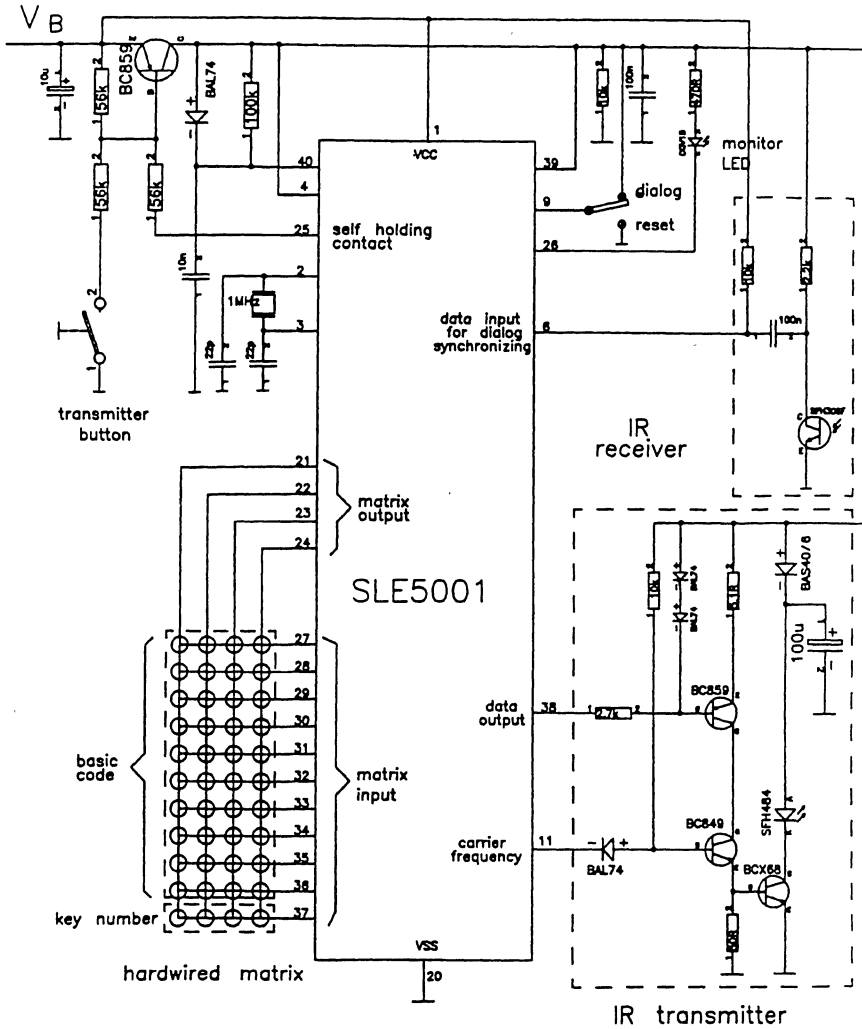 V B
BC859
10u
56k
BAL74
100k
56k
56k
1
VCC
40
4
25
2
3
self holding
contact
10n
1MHz
22p
22p
transmitter
button
39
9
26
6
10k
100n
470R
monitor
LED
dialog
reset
data input
for dialog
synchronizing
10k
2.2k
100n
IR
receiver
21
22
23
24
matrix
output
SLE5001
27
28
29
30
31
32
33
34
35
36
37
basic
code
matrix
input
key number
hardwired matrix
VSS
20
data
output
38
2.7k
carrier
frequency
11
BAL74
10k
BAL74
BAL74
5.1R
BAS40/6
100u
BC859
BC849
SFH484
BCX68
IR transmitter